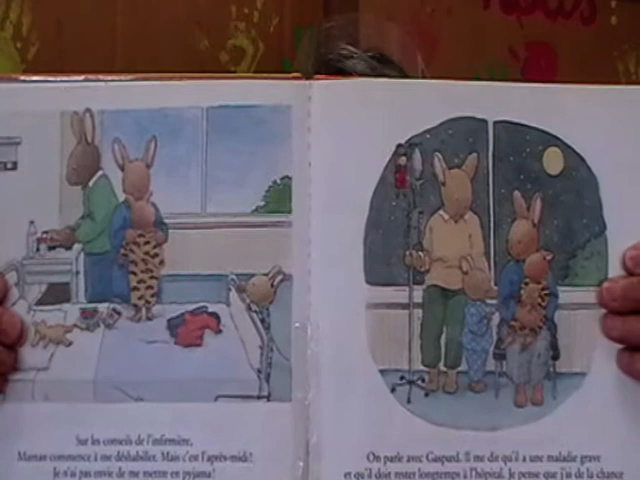 Sur les conseils de l'infirmière,
Maman commence à me déshabiller. Mais c'est l'après-midi!
Je n'ai pas envie de me mettre en pyjama!
On parle avec Gaspard. Il me dit qu'il a une maladie grave
et qu'il doit rester longtemps à l'hôpital. Je pense que j'ai de la chance